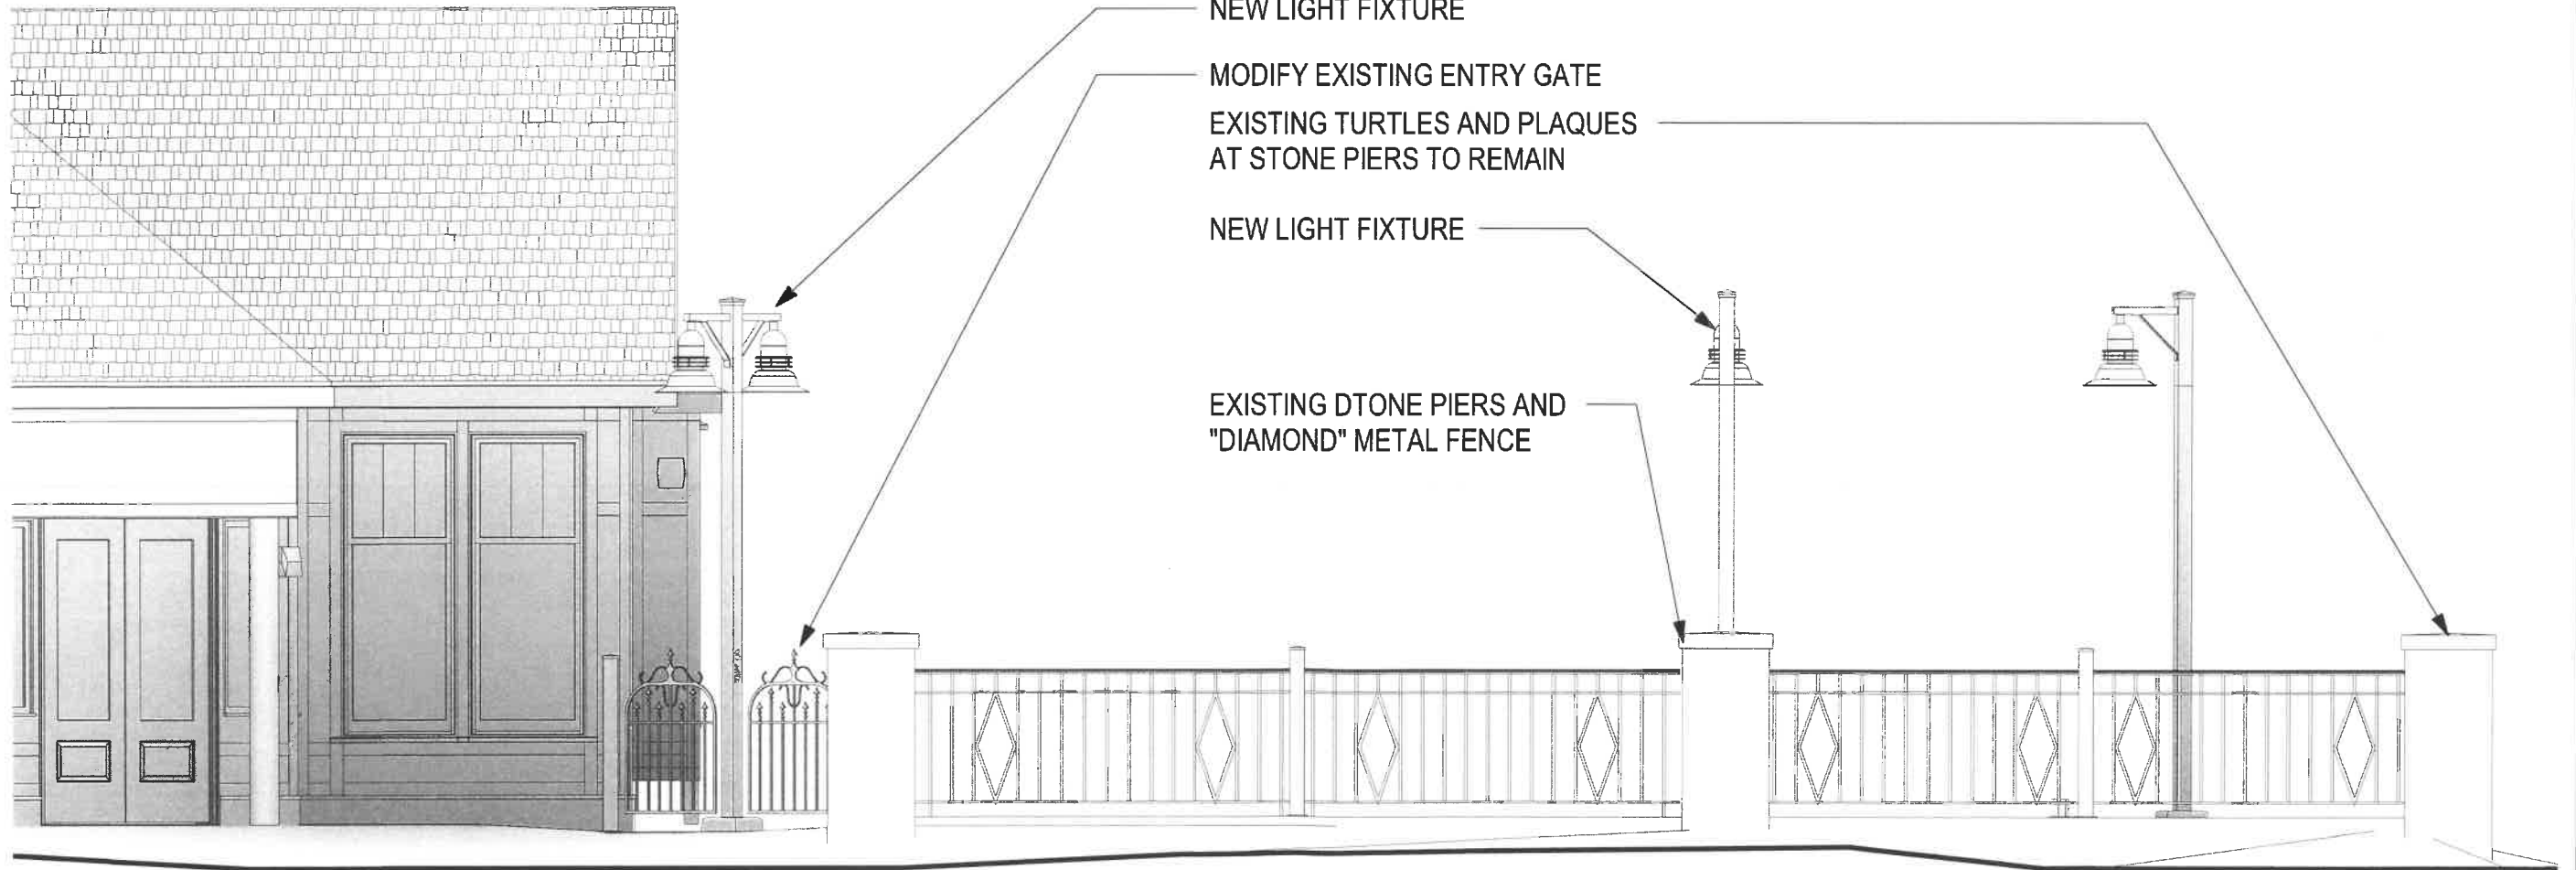 NEW LIGHT FIXTURE
MODIFY EXISTING ENTRY GATE
EXISTING TURTLES AND PLAQUES
AT STONE PIERS TO REMAIN
NEW LIGHT FIXTURE
EXISTING DTONE PIERS AND
"DIAMOND" METAL FENCE